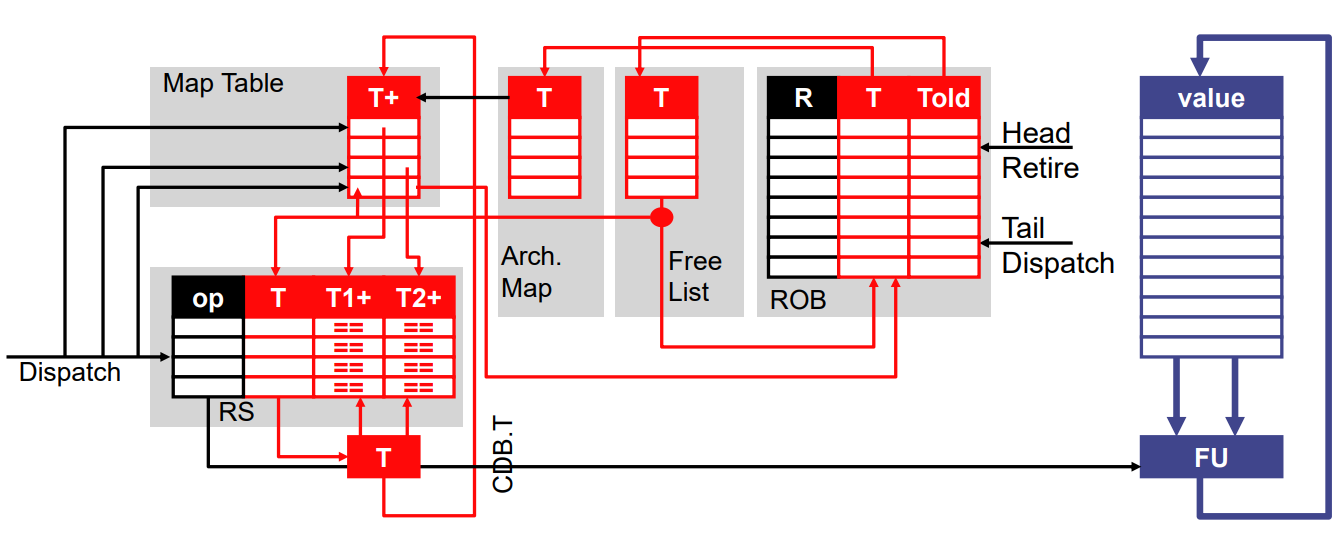 Map Table
T+
T
T
R T Told
value
Head
Retire
Tail
Dispatch
Arch.
Map
Free
List
ROB
op T T1+ T2+
== ==
== ==
== ==
== ==
Dispatch
RS
CDB.T
T
FU